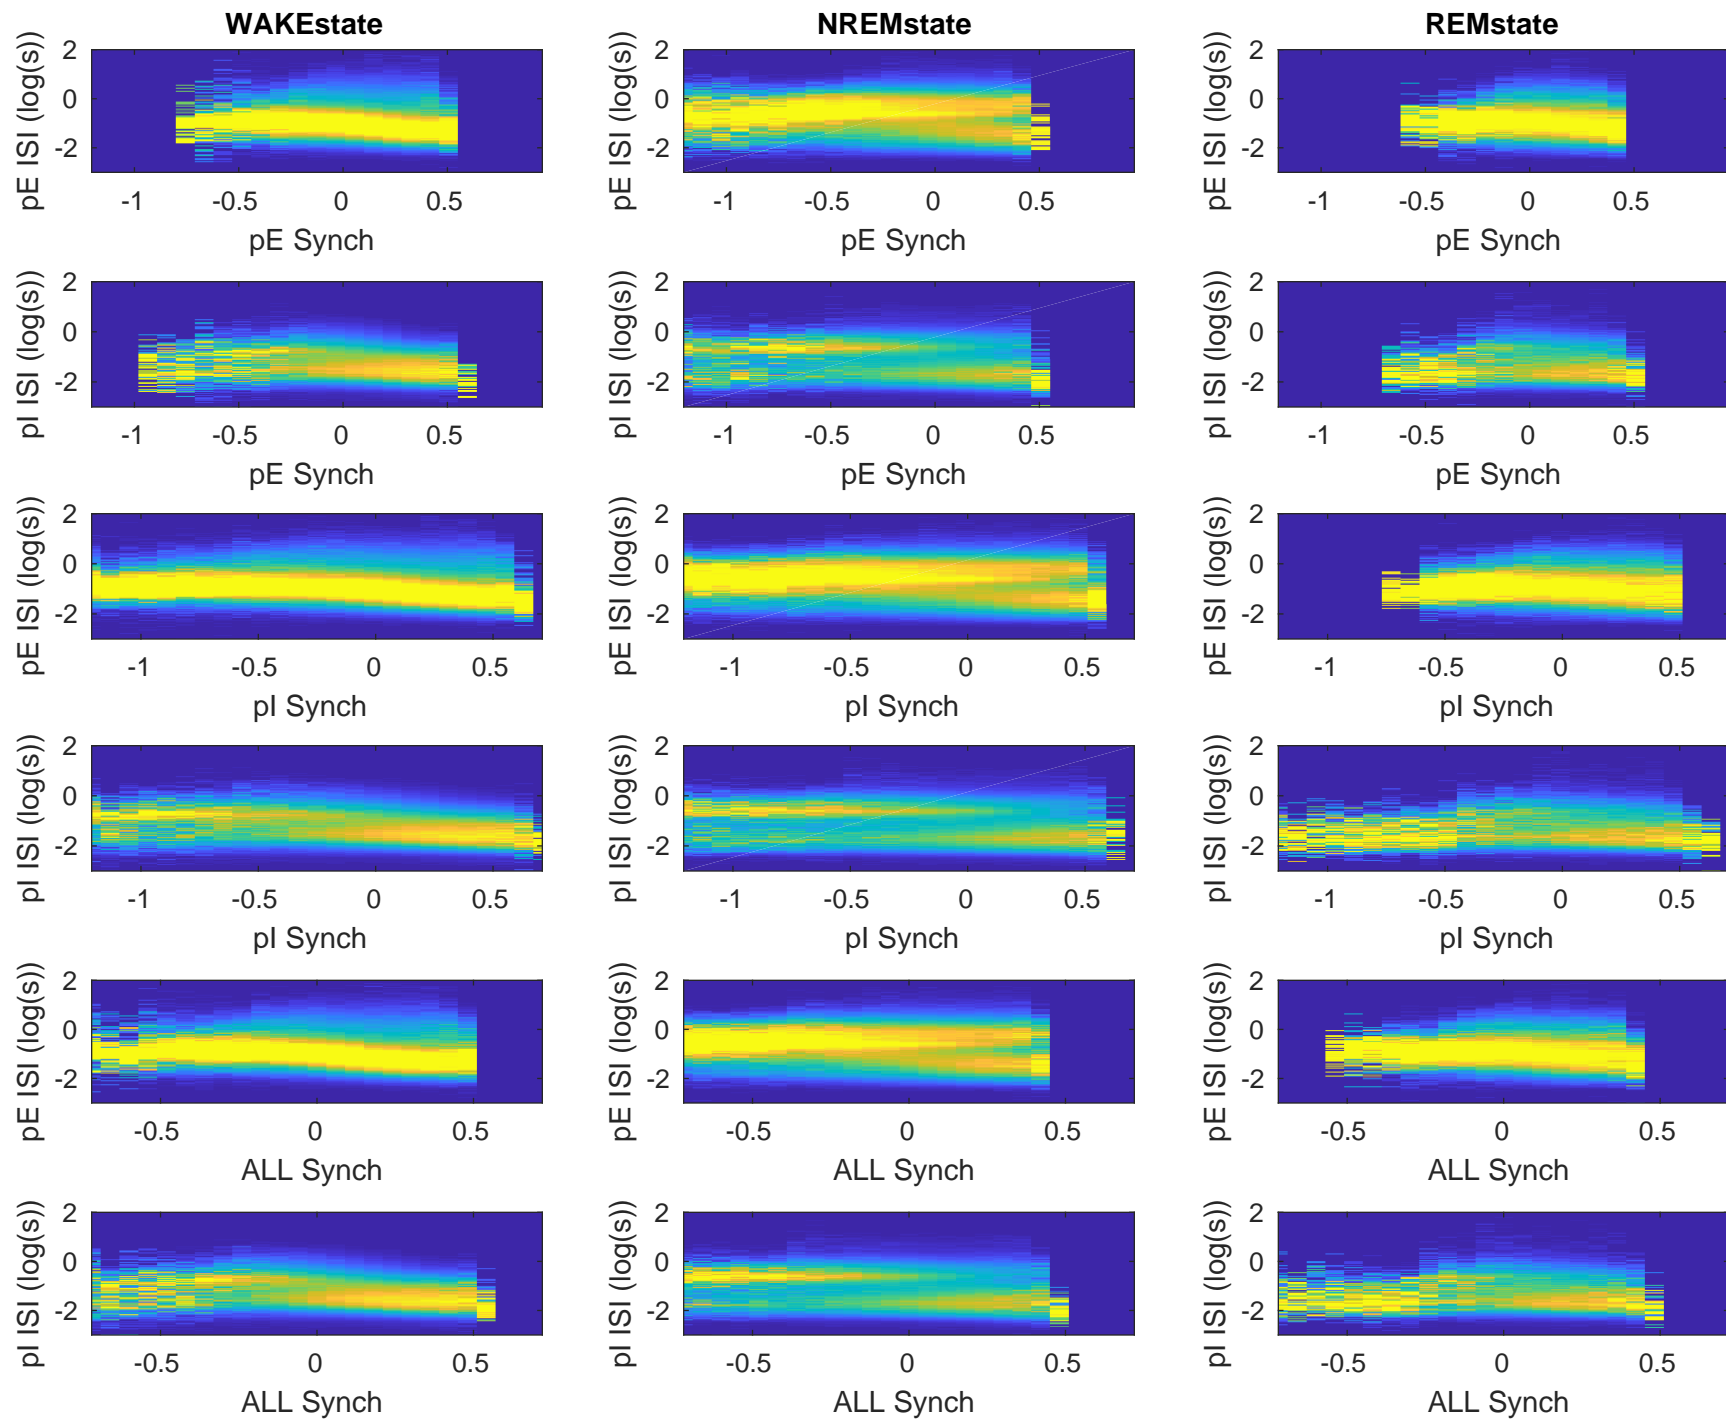 WAKEstate NREMstate REMstate
pE ISI (log(s)) 2 0 -2 pE ISI (log(s)) 2 0 -2 pE ISI (log(s)) 2 0 -2
-1 -0.5 0 0.5 -1 -0.5 0 0.5 -1 -0.5 0 0.5
pE Synch pE Synch pE Synch
pI ISI (log(s)) 2 0 -2 pI ISI (log(s)) 2 0 -2 pI ISI (log(s)) 2 0 -2
-1 -0.5 0 0.5 -1 -0.5 0 0.5 -1 -0.5 0 0.5
pE Synch pE Synch pE Synch
pE ISI (log(s)) 2 0 -2 pE ISI (log(s)) 2 0 -2 pE ISI (log(s)) 2 0 -2
-1 -0.5 0 0.5 -1 -0.5 0 0.5 -1 -0.5 0 0.5
pI Synch pI Synch pI Synch
pI ISI (log(s)) 2 0 -2 pI ISI (log(s)) 2 0 -2 pI ISI (log(s)) 2 0 -2
-1 -0.5 0 0.5 -1 -0.5 0 0.5 -1 -0.5 0 0.5
pI Synch pI Synch pI Synch
pE ISI (log(s)) 2 0 -2 pE ISI (log(s)) 2 0 -2 pE ISI (log(s)) 2 0 -2
-0.5 0 0.5 -0.5 0 0.5 -0.5 0 0.5
ALL Synch ALL Synch ALL Synch
pI ISI (log(s)) 2 0 -2 pI ISI (log(s)) 2 0 -2 pI ISI (log(s)) 2 0 -2
-0.5 0 0.5 -0.5 0 0.5 -0.5 0 0.5
ALL Synch ALL Synch ALL Synch